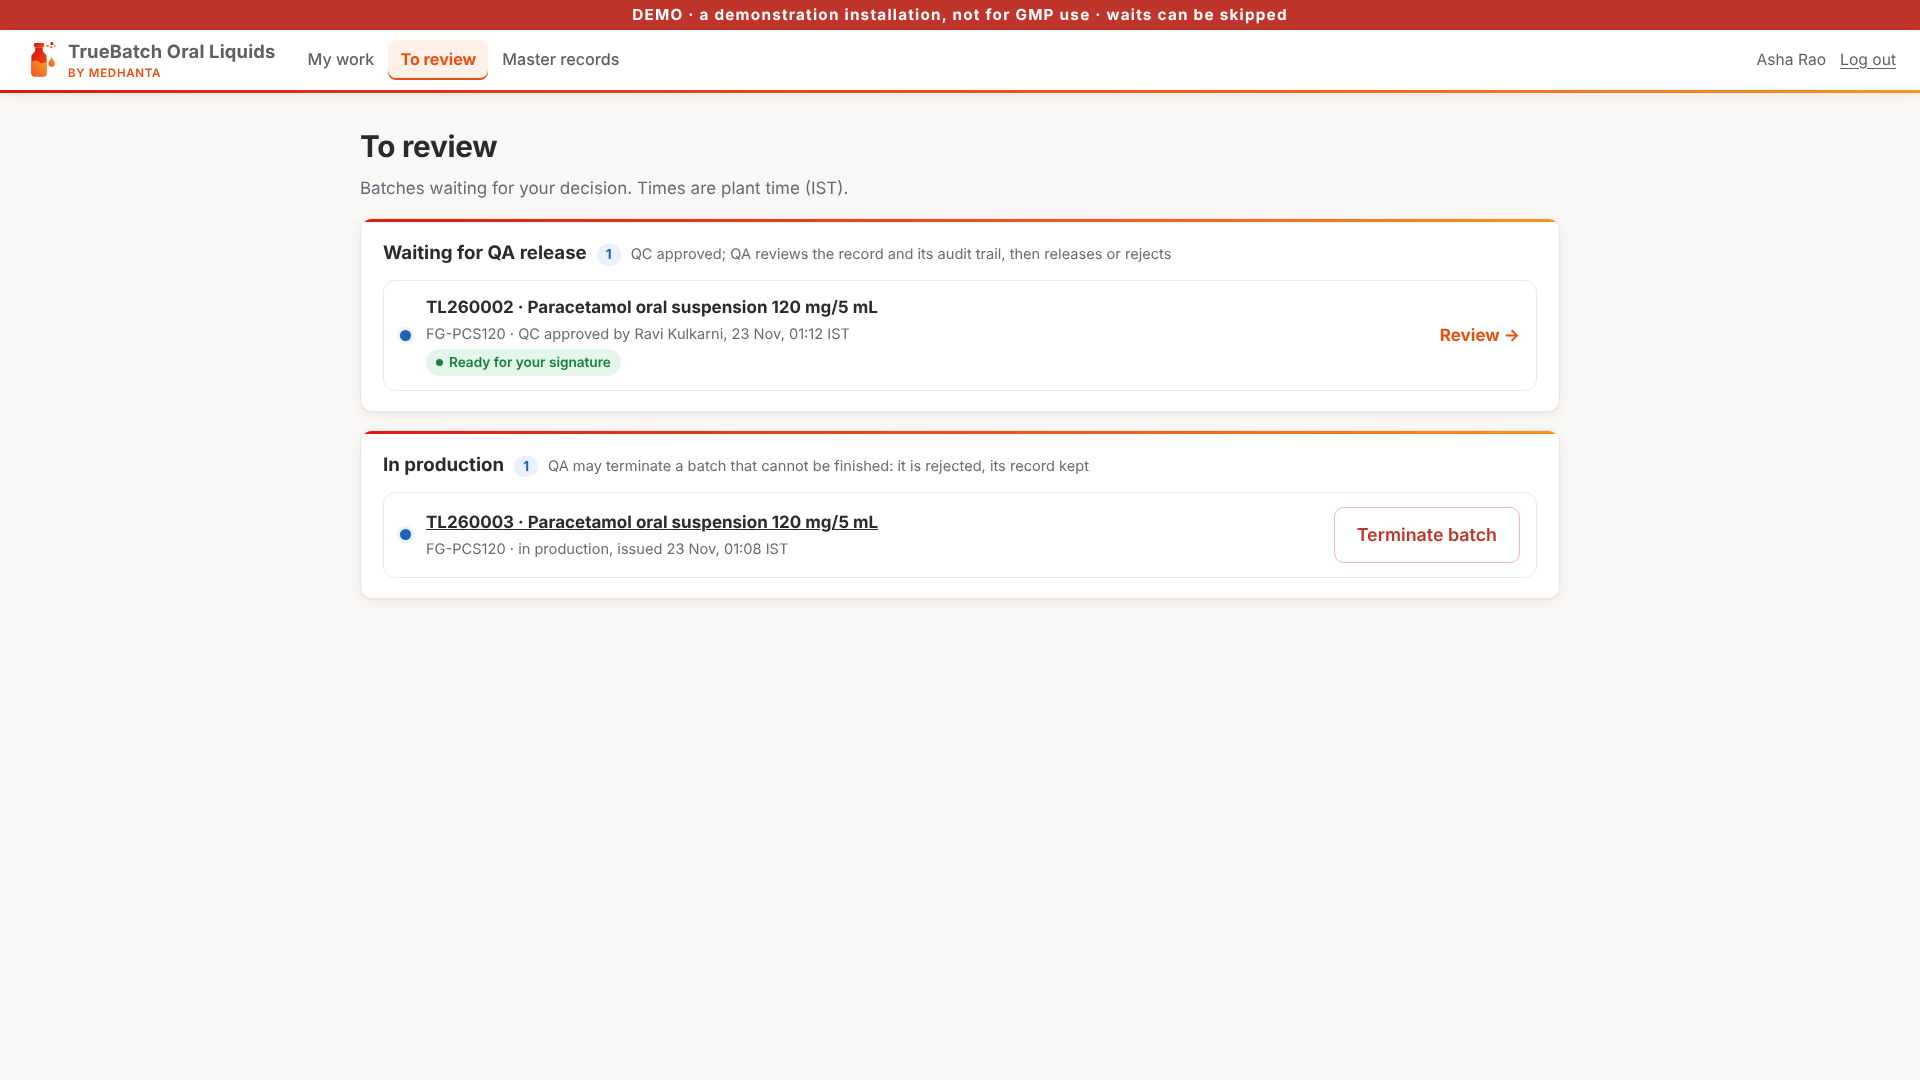 DEMO · a demonstration installation, not for GMP use · waits can be skipped
TrueBatch Oral Liquids
BY MEDHANTA
My work
To review
Master records
Asha Rao
Log out
To review
Batches waiting for your decision. Times are plant time (IST).
Waiting for QA release 1 QC approved; QA reviews the record and its audit trail, then releases or rejects
TL260002 · Paracetamol oral suspension 120 mg/5 mL
FG-PCS120 · QC approved by Ravi Kulkarni, 23 Nov, 01:12 IST
Ready for your signature
Review →
In production 1 QA may terminate a batch that cannot be finished: it is rejected, its record kept
TL260003 · Paracetamol oral suspension 120 mg/5 mL
FG-PCS120 · in production, issued 23 Nov, 01:08 IST
Terminate batch